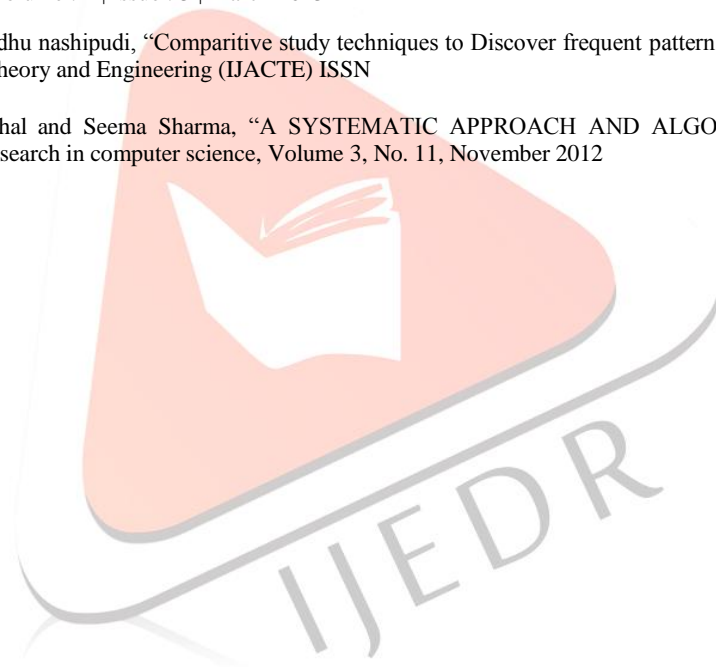 dhu nashipudi, “Comparitive study techniques to Discover frequent pattern
heory and Engineering (IJACTE) ISSN
hal and Seema Sharma, “A SYSTEMATIC APPROACH AND ALGO
search in computer science, Volume 3, No. 11, November 2012
IJEDR